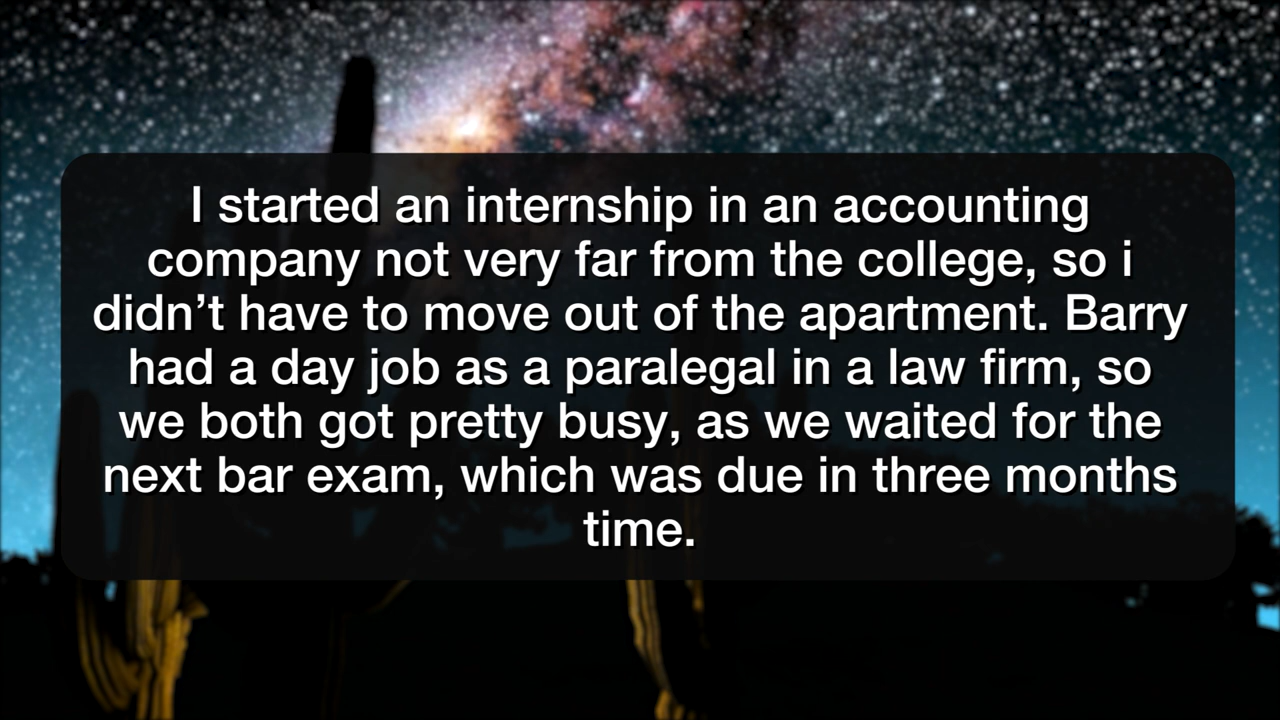 I started an internship in an accounting
company not very far from the college, so i
didn’t have to move out of the apartment. Barry
had a day job as a paralegal in a law firm, so
we both got pretty busy, as we waited for the
next bar exam, which was due in three months
time.